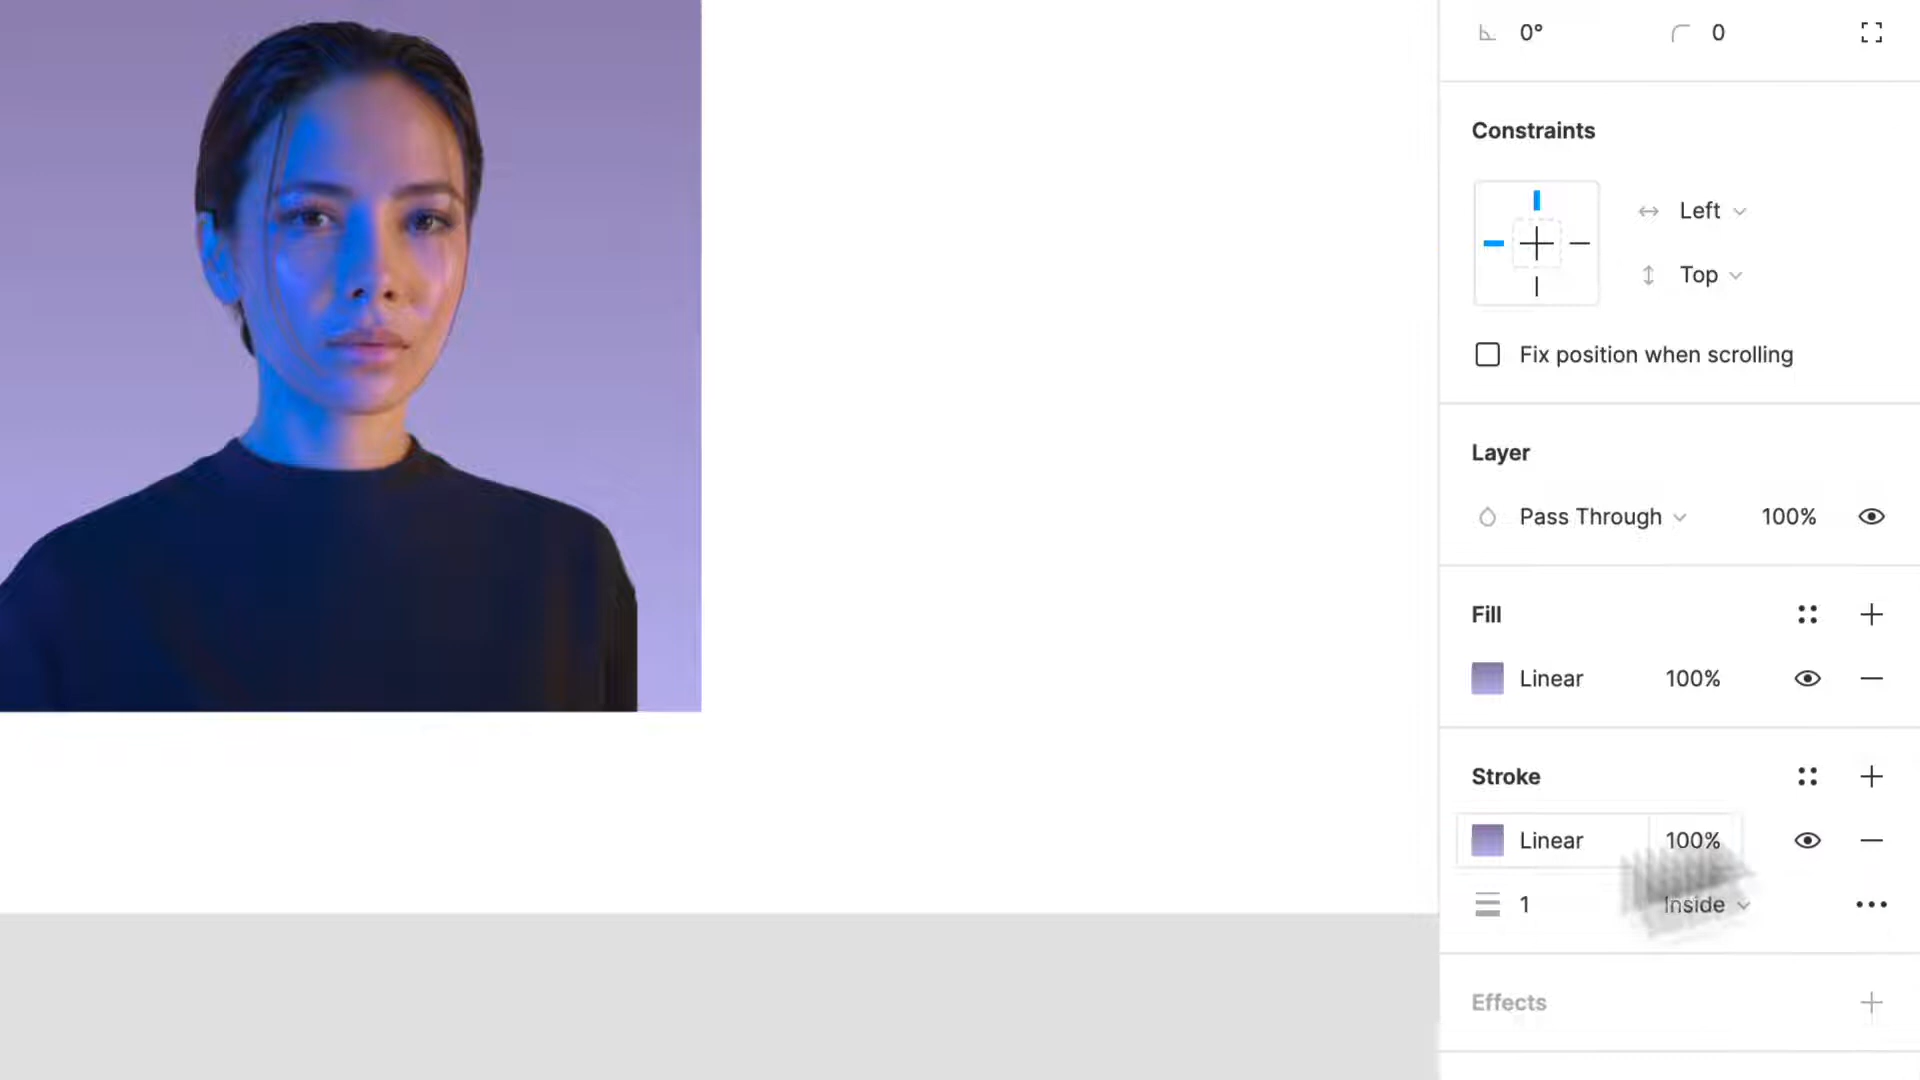 0° 0
Constraints
Left
Top
Fix position when scrolling
Layer
Pass Through 100%
Fill
Linear 100%
Stroke
Linear 100%
1 Inside
Effects